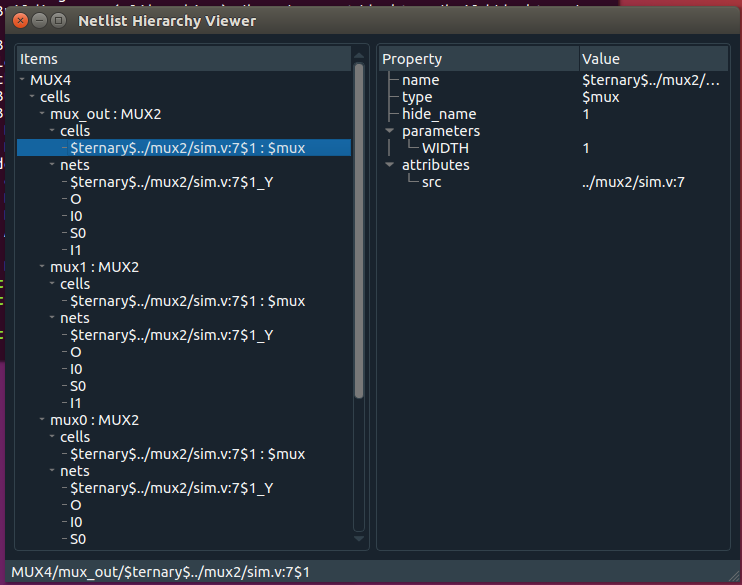 Netlist Hierarchy Viewer
Items
MUX4
cells
mux_out : MUX2
cells
$ternary$../mux2/sim.v:7$1 : $mux
nets
$ternary$../mux2/sim.v:7$1_Y
O
I0
S0
I1
mux1 : MUX2
cells
$ternary$../mux2/sim.v:7$1 : $mux
nets
$ternary$../mux2/sim.v:7$1_Y
O
I0
S0
I1
mux0 : MUX2
cells
$ternary$../mux2/sim.v:7$1 : $mux
nets
$ternary$../mux2/sim.v:7$1_Y
O
I0
S0
Property Value
name $ternary$../mux2/...
type $mux
hide_name 1
parameters
WIDTH 1
attributes
src ../mux2/sim.v:7
MUX4/mux_out/$ternary$../mux2/sim.v:7$1